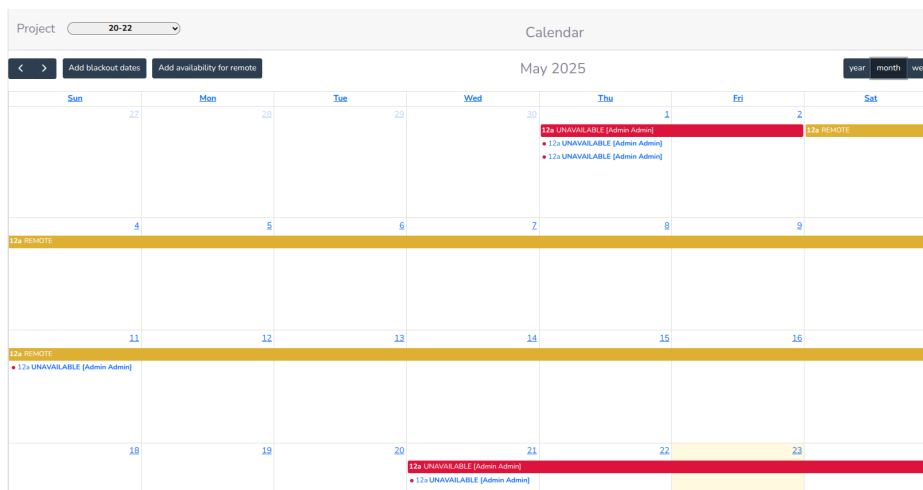 Project 20-22 Calendar
< > Add blackout dates Add availability for remote May 2025 year month we
Sun Mon Tue Wed Thu Fri Sat
27 28 29 30 1 2
12a UNAVAILABLE [Admin Admin] 12a REMOTE
12a UNAVAILABLE [Admin Admin]
12a UNAVAILABLE [Admin Admin]
4 5 6 7 8 9
12a REMOTE
11 12 13 14 15 16
12a REMOTE
12a UNAVAILABLE [Admin Admin]
18 19 20 21 22 23
12a UNAVAILABLE [Admin Admin]
12a UNAVAILABLE [Admin Admin]